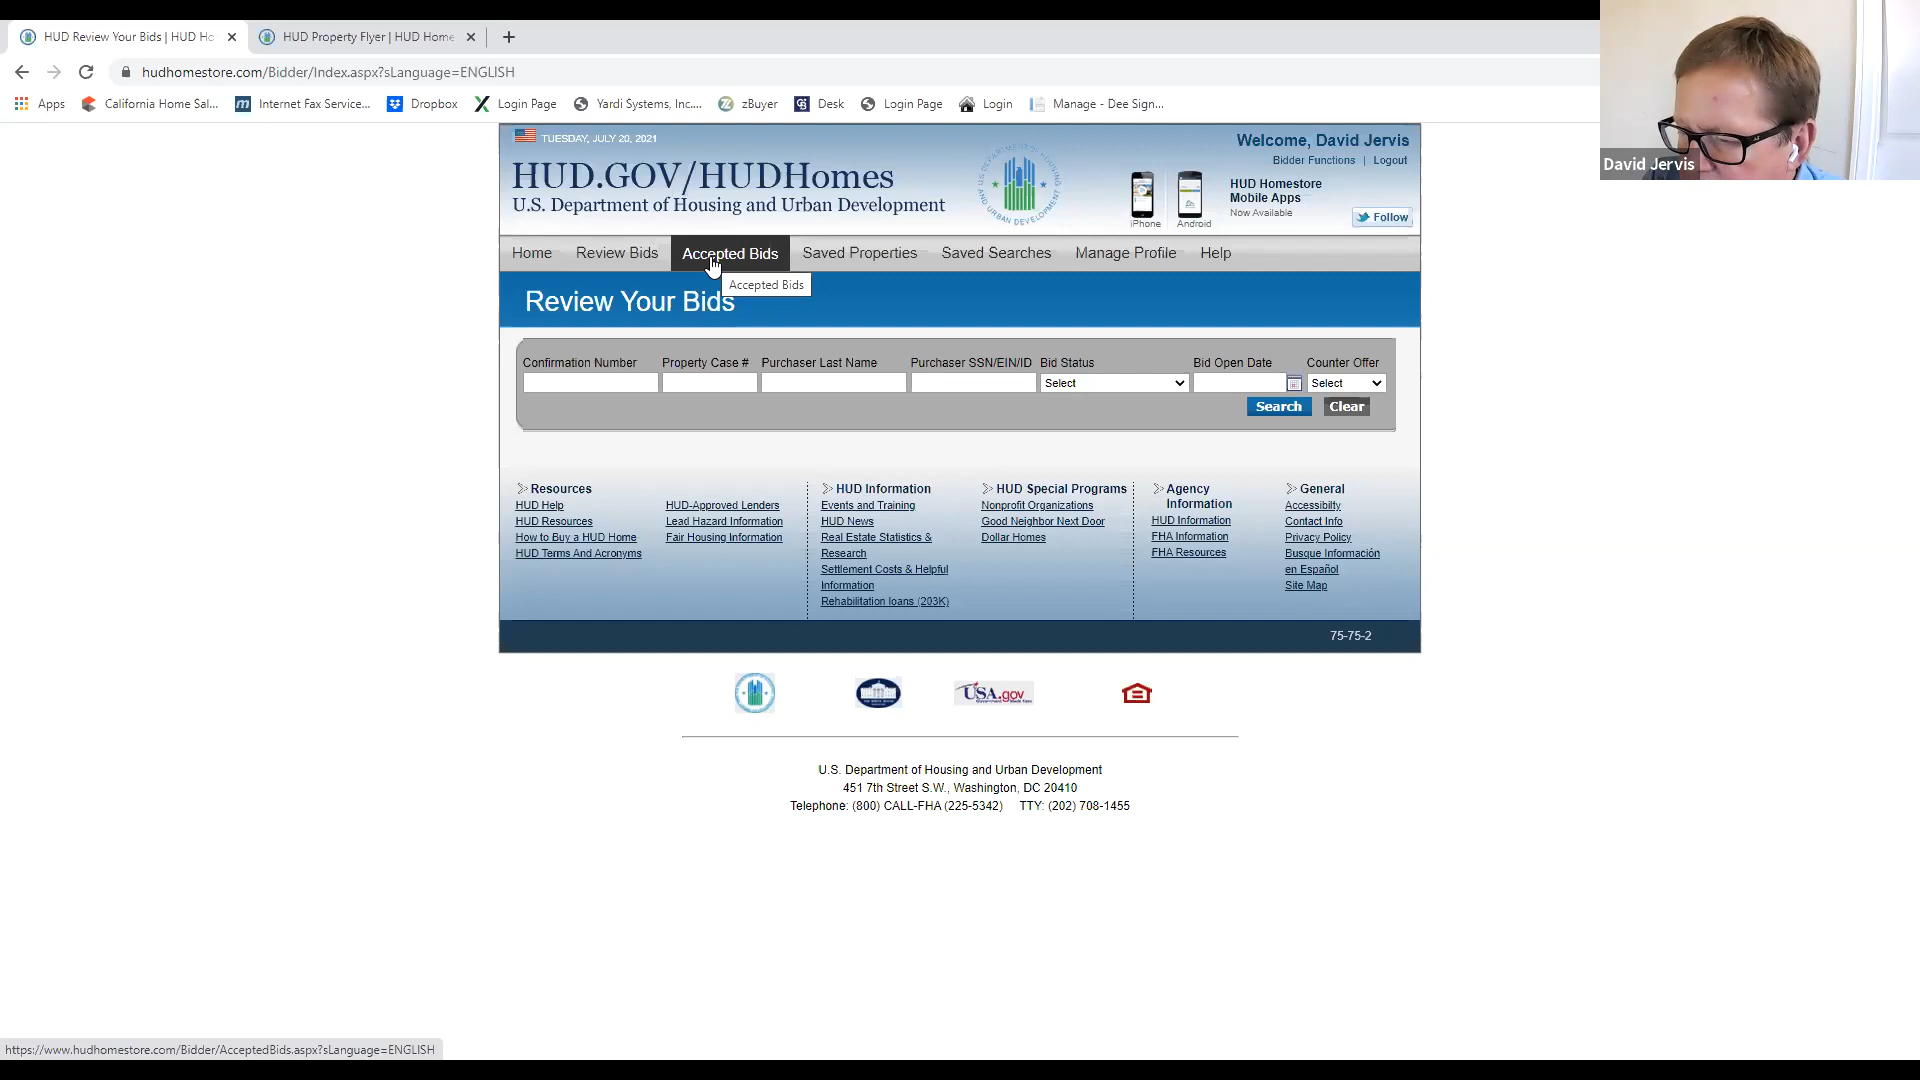 HUD Review Your Bids | HUD Ho
HUD Property Flyer | HUD Home
hudhomestore.com/Bidder/Index.aspx?sLanguage=ENGLISH
Apps
California Home Sal...
Internet Fax Service...
Dropbox
Login Page
Yardi Systems, Inc....
zBuyer
Desk
Login Page
Login
Manage - Dee Sign...
David Jervis
TUESDAY, JULY 20, 2021
HUD.GOV/HUDHomes
U.S. Department of Housing and Urban Development
Welcome, David Jervis
Bidder Functions | Logout
HUD Homestore
Mobile Apps
Now Available
iPhone
Android
Follow
Home
Review Bids
Accepted Bids
Saved Properties
Saved Searches
Manage Profile
Help
Accepted Bids
Review Your Bids
Confirmation Number
Property Case #
Purchaser Last Name
Purchaser SSN/EIN/ID
Bid Status
Bid Open Date
Counter Offer
Select
Select
Search
Clear
Resources
HUD Help
HUD Resources
How to Buy a HUD Home
HUD Terms And Acronyms
HUD-Approved Lenders
Lead Hazard Information
Fair Housing Information
HUD Information
Events and Training
HUD News
Real Estate Statistics &
Research
Settlement Costs & Helpful
Information
Rehabilitation loans (203K)
HUD Special Programs
Nonprofit Organizations
Good Neighbor Next Door
Dollar Homes
Agency
Information
HUD Information
FHA Information
FHA Resources
General
Accessibilty
Contact Info
Privacy Policy
Busque Información
en Español
Site Map
75-75-2
USA.gov
U.S. Department of Housing and Urban Development
451 7th Street S.W., Washington, DC 20410
Telephone: (800) CALL-FHA (225-5342) TTY: (202) 708-1455
https://www.hudhomestore.com/Bidder/AcceptedBids.aspx?sLanguage=ENGLISH